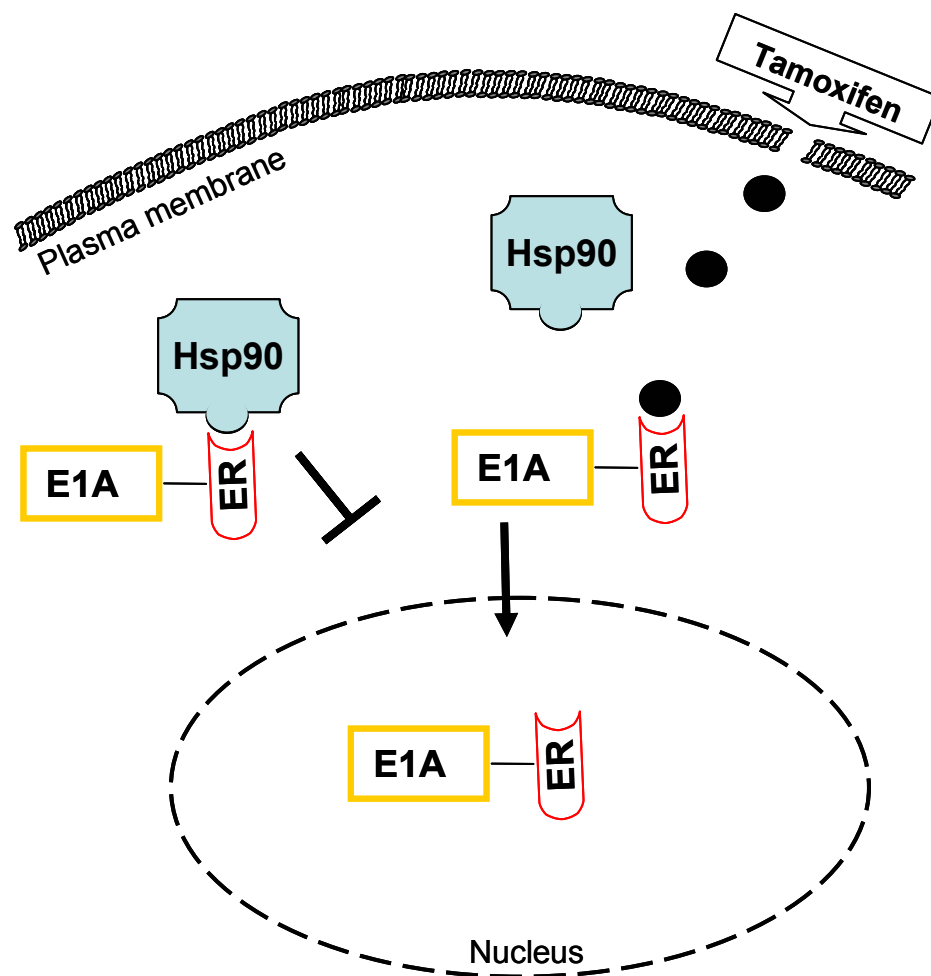 Tamoxifen
Plasma membrane
Hsp90
Hsp90
E1A
ER
E1A
ER
E1A
ER
Nucleus